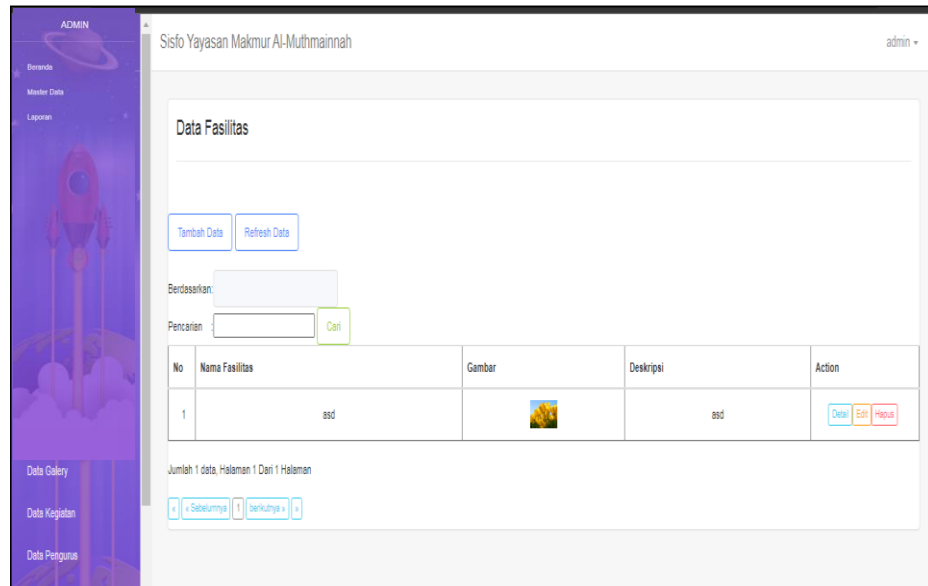 ADMIN
Beranda
Master Data
Laporan
Data Galery
Data Kegiatan
Data Pengurus
Sisfo Yayasan Makmur Al-Muthmainnah
admin
Data Fasilitas
Tambah Data Refresh Data
Berdasarkan:
Pencarian : Cari
No Nama Fasilitas Gambar Deskripsi Action
1 asd asd Detail Edit Hapus
Jumlah 1 data, Halaman 1 Dari 1 Halaman
« « Sebelumnya 1 berikutnya » »